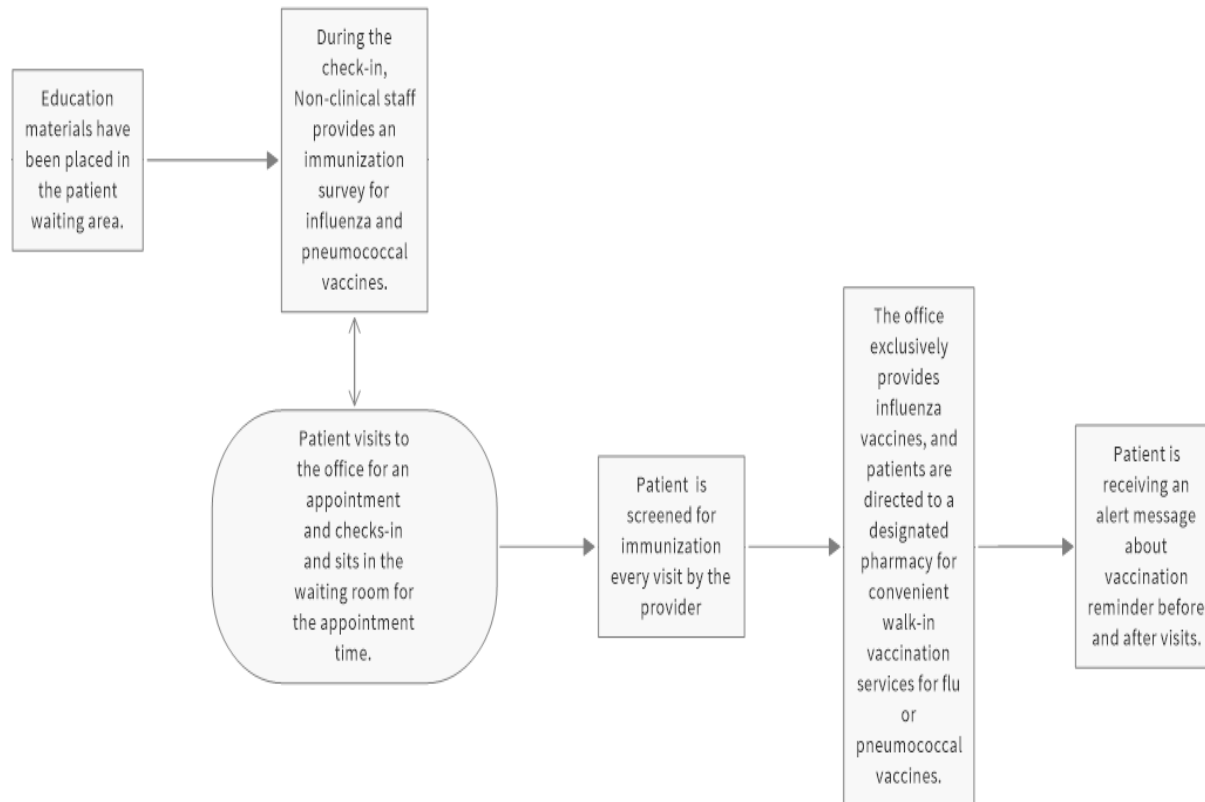 Education
materials have
been placed in
the patient
waiting area.
During the
check-in,
Non-clinical staff
provides an
immunization
survey for
influenza and
pneumococcal
vaccines.
Patient visits to
the office for an
appointment
and checks-in
and sits in the
waiting room for
the appointment
time.
Patient is
screened for
immunization
every visit by the
provider
The office
exclusively
provides
influenza
vaccines, and
patients are
directed to a
designated
pharmacy for
convenient
walk-in
vaccination
services for flu
or
pneumococcal
vaccines.
Patient is
receiving an
alert message
about
vaccination
reminder before
and after visits.